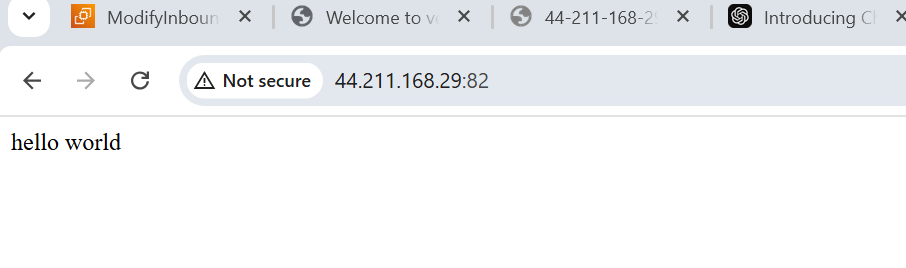 ModifyInboun
Welcome to v
44-211-168-2
Introducing C
Not secure
44.211.168.29:82
hello world